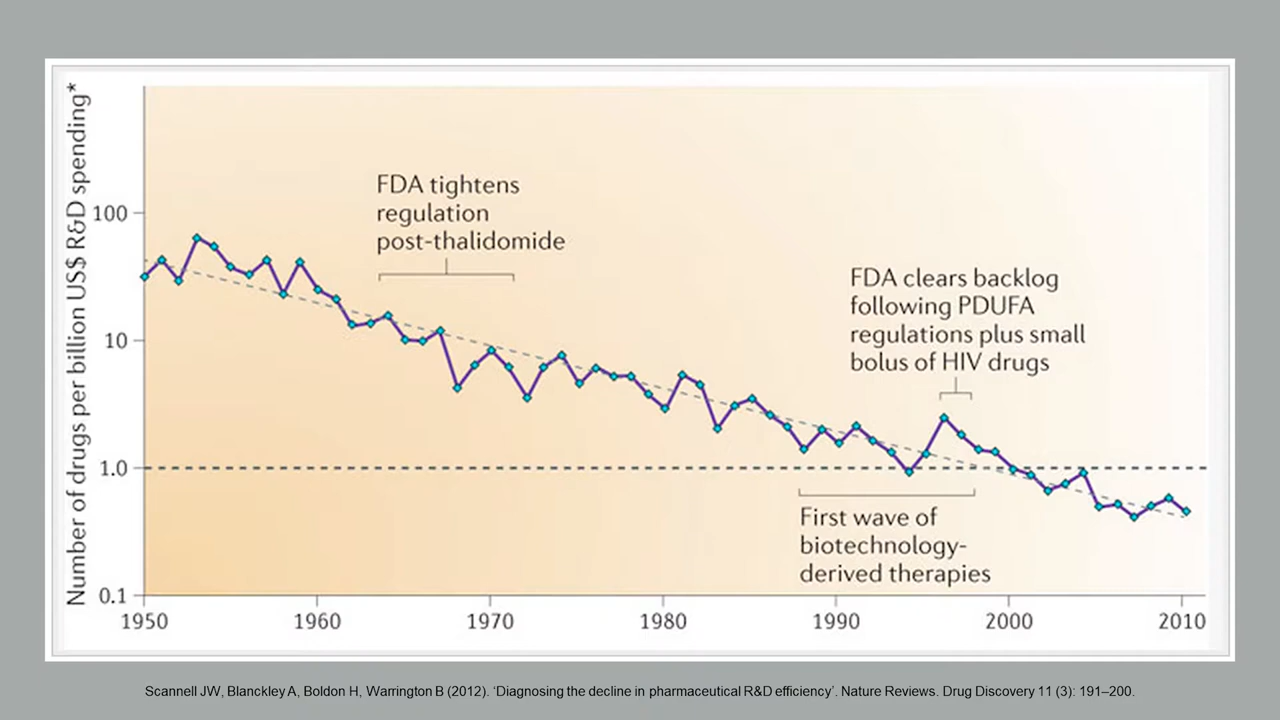 Number of drugs per billion US$ R&D spending*
100
10
1.0
0.1
FDA tightens
regulation
post-thalidomide
FDA clears backlog
following PDUFA
regulations plus small
bolus of HIV drugs
First wave of
biotechnology-
derived therapies
1950 1960 1970 1980 1990 2000 2010
Scannell JW, Blanckley A, Boldon H, Warrington B (2012). ‘Diagnosing the decline in pharmaceutical R&D efficiency’. Nature Reviews. Drug Discovery 11 (3): 191–200.